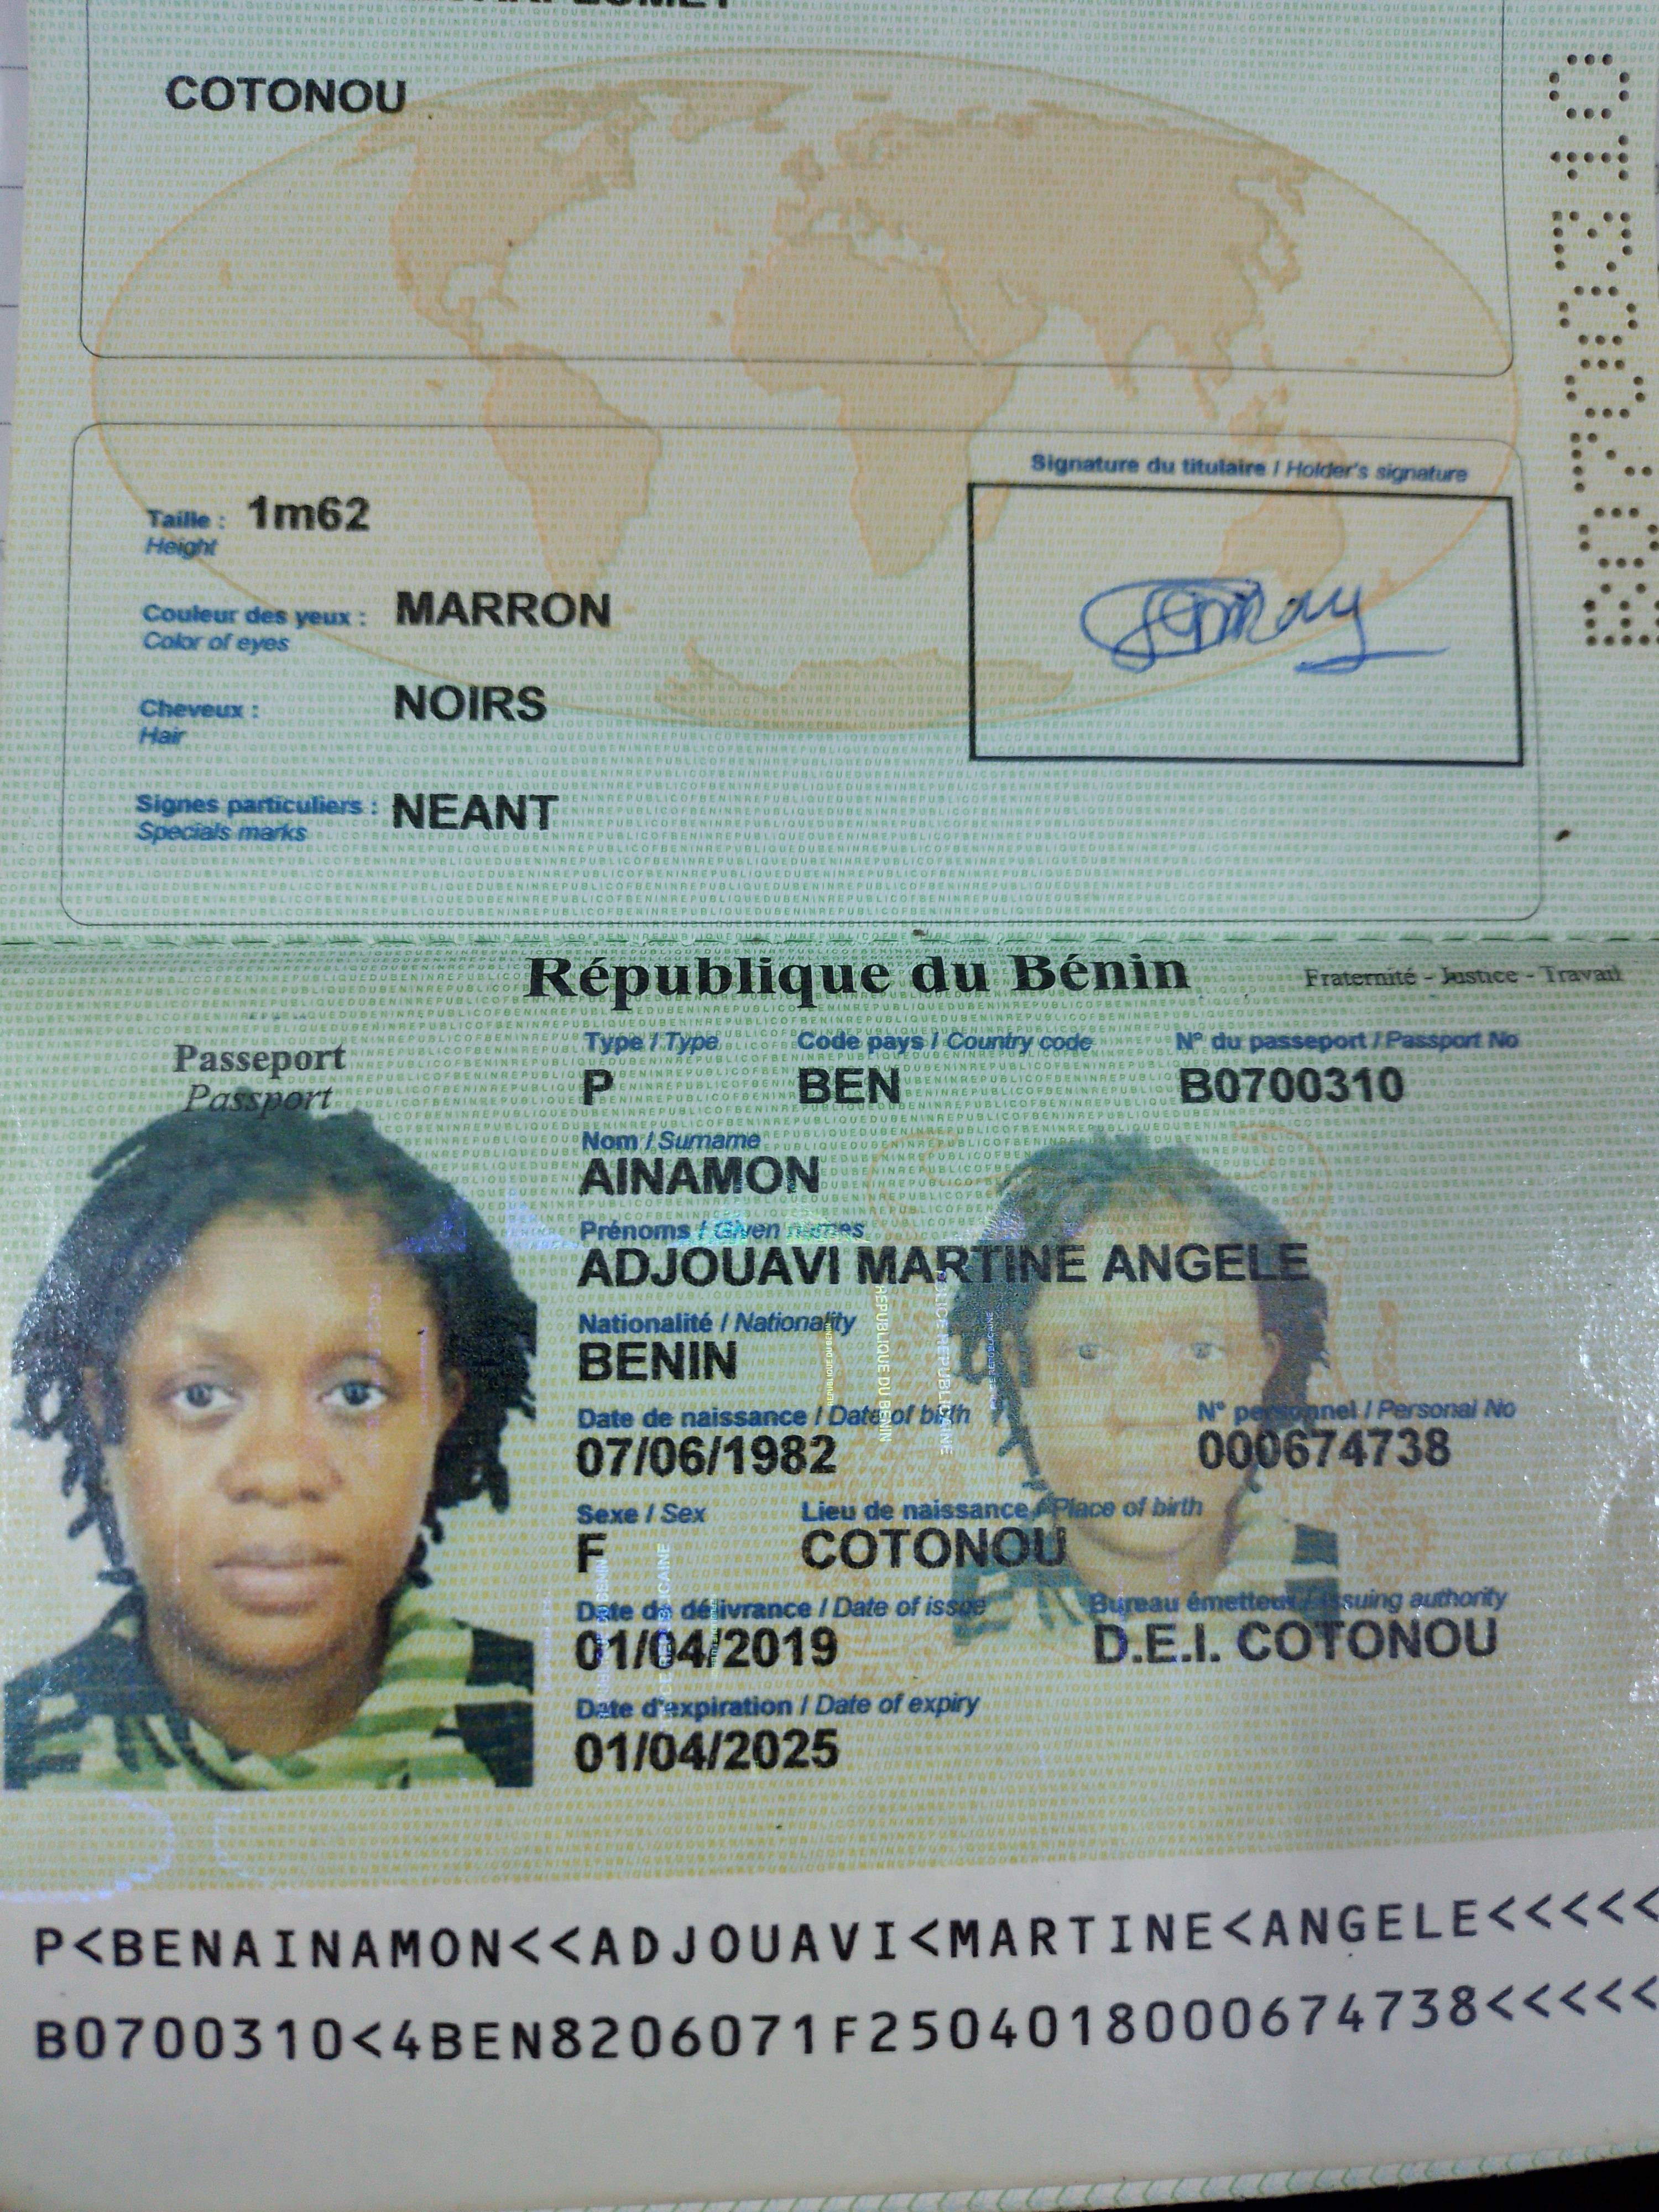 COTONOU
Signature du titulaire / Holder's signature
Taille : 1m62
Height
Couleur des yeux : MARRON
Color of eyes
Cheveux : NOIRS
Hair
Signes particuliers : NEANT
Specials marks
B0700310
République du Bénin Fraternité - Justice - Travail
Passeport
Passport
Type / Type Code pays / Country code N° du passeport / Passport No
P BEN B0700310
Nom / Surname
AINAMON
Prénoms / Given names
ADJOUAVI MARTINE ANGELE
Nationalité / Nationality
BENIN
Date de naissance / Date of birth N° personnel / Personal No
07/06/1982 000674738
Sexe / Sex Lieu de naissance / Place of birth
F COTONOU
Date de délivrance / Date of issue Bureau émetteur / Issuing authority
01/04/2019 D.E.I. COTONOU
Date d'expiration / Date of expiry
01/04/2025
P<BENAINAMON<<ADJOUAVI<MARTINE<ANGELE<<<<<
B0700310<4BEN8206071F2504018000674738<<<<<